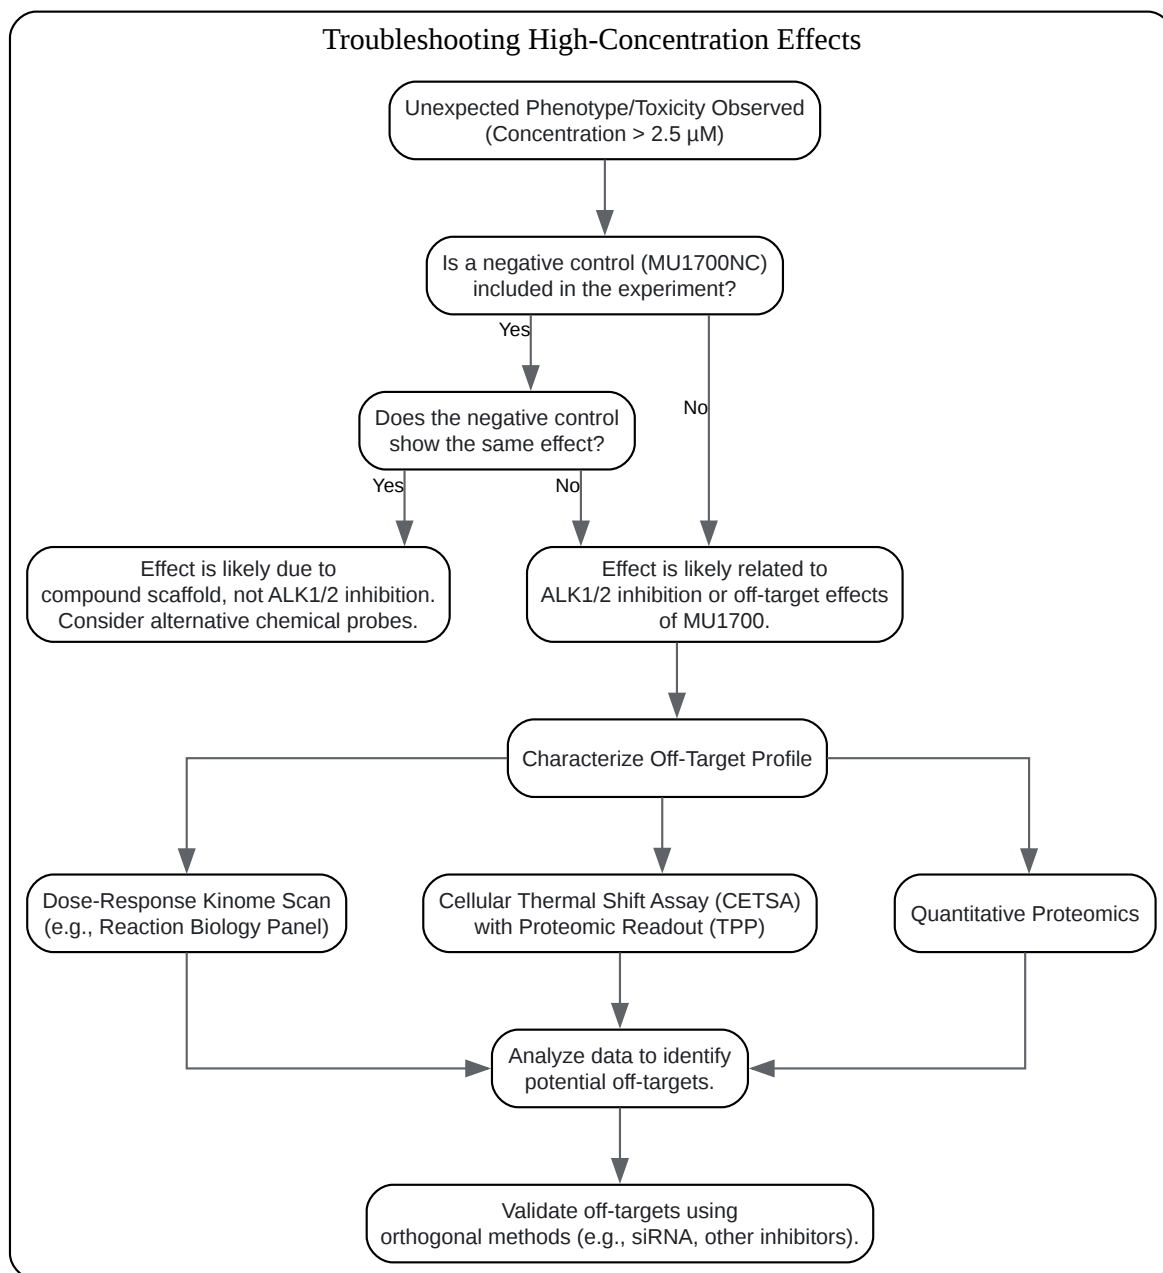 Troubleshooting High-Concentration Effects
Unexpected Phenotype/Toxicity Observed
(Concentration > 2.5 µM)
Is a negative control (MU1700NC)
included in the experiment?
Yes
No
Does the negative control
show the same effect?
Yes
No
Effect is likely due to
compound scaffold, not ALK1/2 inhibition.
Consider alternative chemical probes.
Effect is likely related to
ALK1/2 inhibition or off-target effects
of MU1700.
Characterize Off-Target Profile
Dose-Response Kinome Scan
(e.g., Reaction Biology Panel)
Cellular Thermal Shift Assay (CETSA)
with Proteomic Readout (TPP)
Quantitative Proteomics
Analyze data to identify
potential off-targets.
Validate off-targets using
orthogonal methods (e.g., siRNA, other inhibitors).